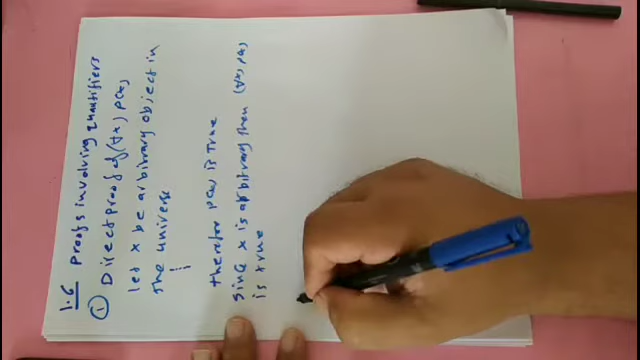 1.6 Proofs involving quantifiers
① Direct proof of (∀x) P(x)
let x be arbitrary object in
the universe
⋮
therefor P(x) is True
Since x is arbitrary then (∀x) P(x)
is true